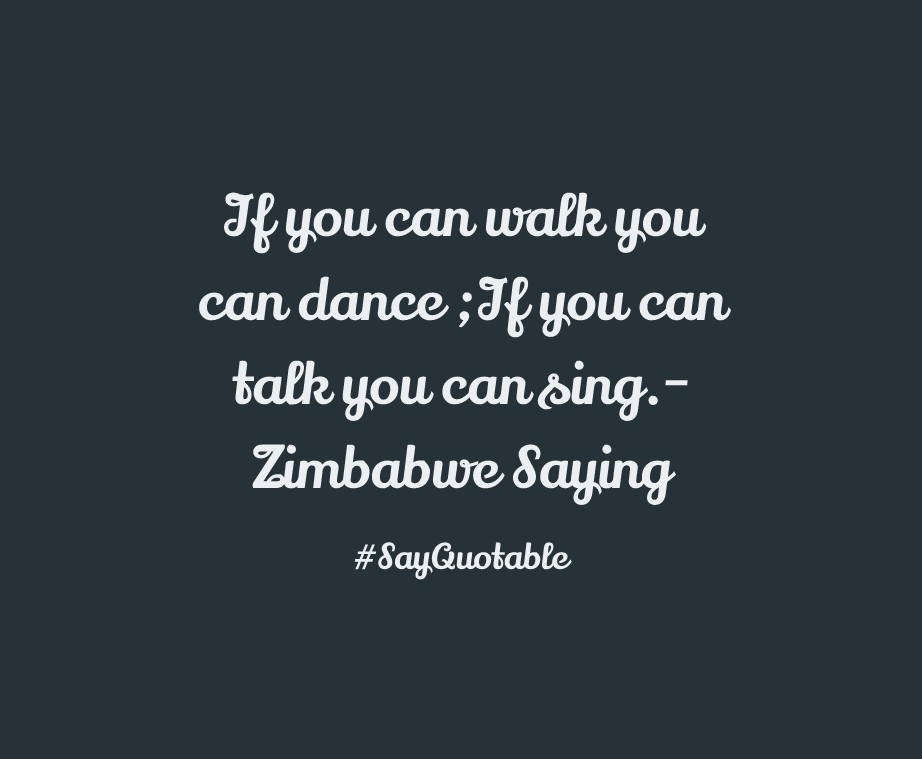 If you can walk you
can dance ;If you can
talk you can sing.-
Zimbabwe Saying
#SayQuotable